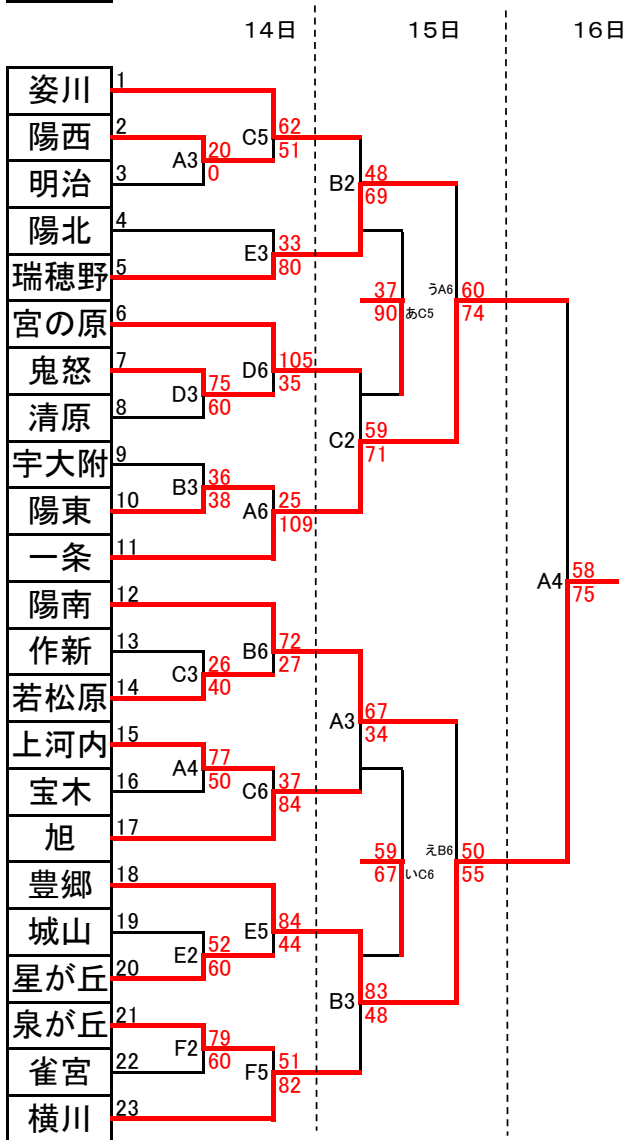 14日 15日 16日
姿川 1
陽西 2
明治 3
陽北 4
瑞穂野 5
宮の原 6
鬼怒 7
清原 8
宇大附 9
陽東 10
一条 11
陽南 12
作新 13
若松原 14
上河内 15
宝木 16
旭 17
豊郷 18
城山 19
星が丘 20
泉が丘 21
雀宮 22
横川 23
A3 20 0
D3 75 60
B3 36 38
C3 26 40
A4 77 50
E2 52 60
F2 79 60
C5 62 51
E3 33 80
D6 105 35
A6 25 109
B6 72 27
C6 37 84
E5 84 44
F5 51 82
B2 48 69
C2 59 71
A3 67 34
B3 83 48
37 90 あC5
59 67 いC6
うA6 60 74
えB6 50 55
A4 58 75